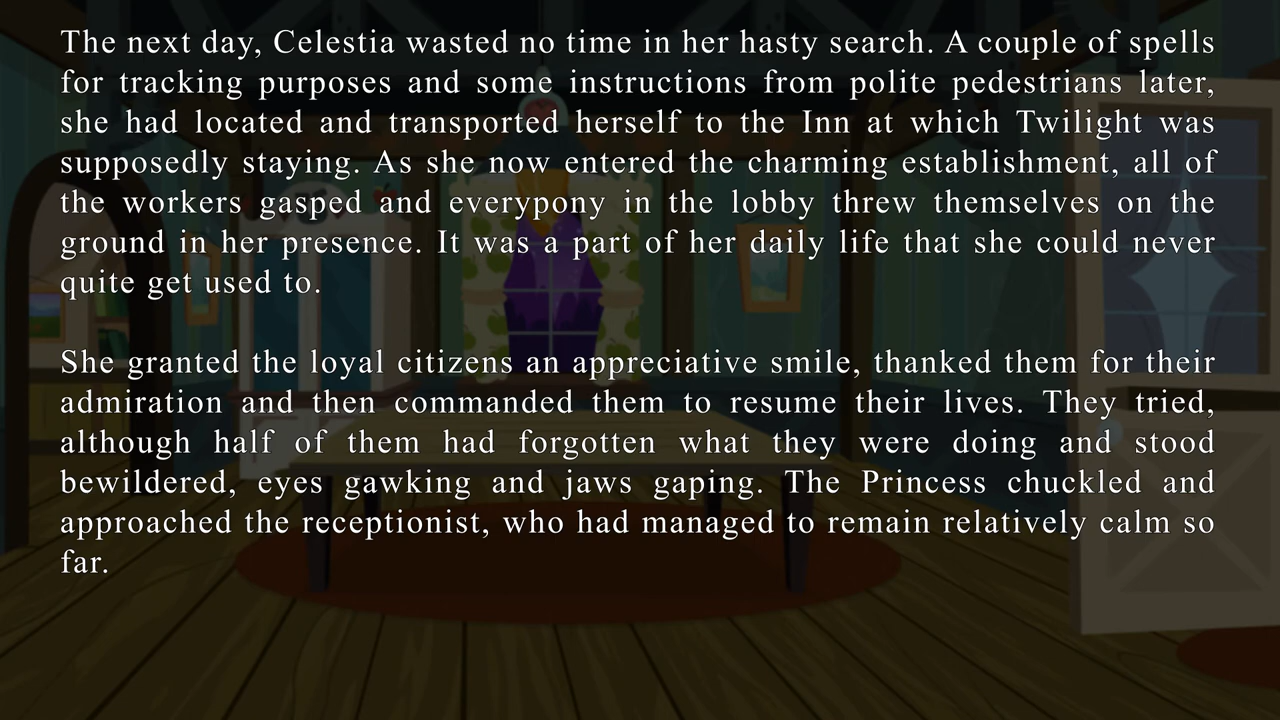 The next day, Celestia wasted no time in her hasty search. A couple of spells
for tracking purposes and some instructions from polite pedestrians later,
she had located and transported herself to the Inn at which Twilight was
supposedly staying. As she now entered the charming establishment, all of
the workers gasped and everypony in the lobby threw themselves on the
ground in her presence. It was a part of her daily life that she could never
quite get used to.
She granted the loyal citizens an appreciative smile, thanked them for their
admiration and then commanded them to resume their lives. They tried,
although half of them had forgotten what they were doing and stood
bewildered, eyes gawking and jaws gaping. The Princess chuckled and
approached the receptionist, who had managed to remain relatively calm so
far.